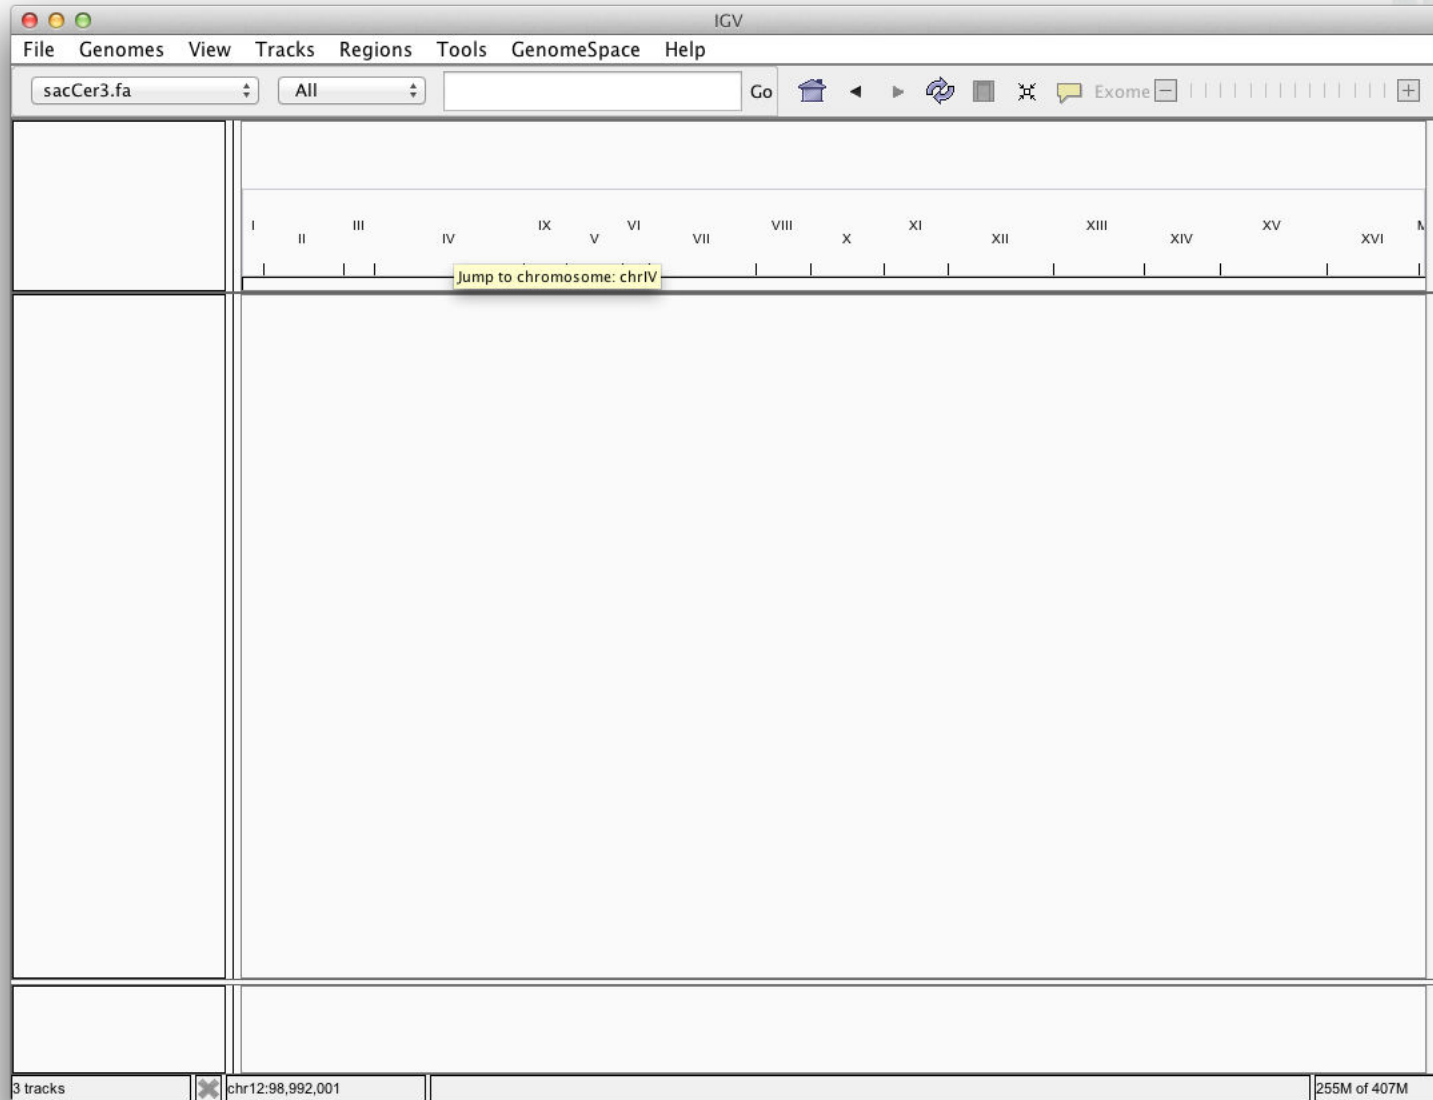 IGV
File Genomes View Tracks Regions Tools GenomeSpace Help
sacCer3.fa All Go Exome
I III IX VI VIII XI XIII XV
II IV V VII X XII XIV XVI
Jump to chromosome: chrIV
3 tracks chr12:98,992,001 255M of 407M